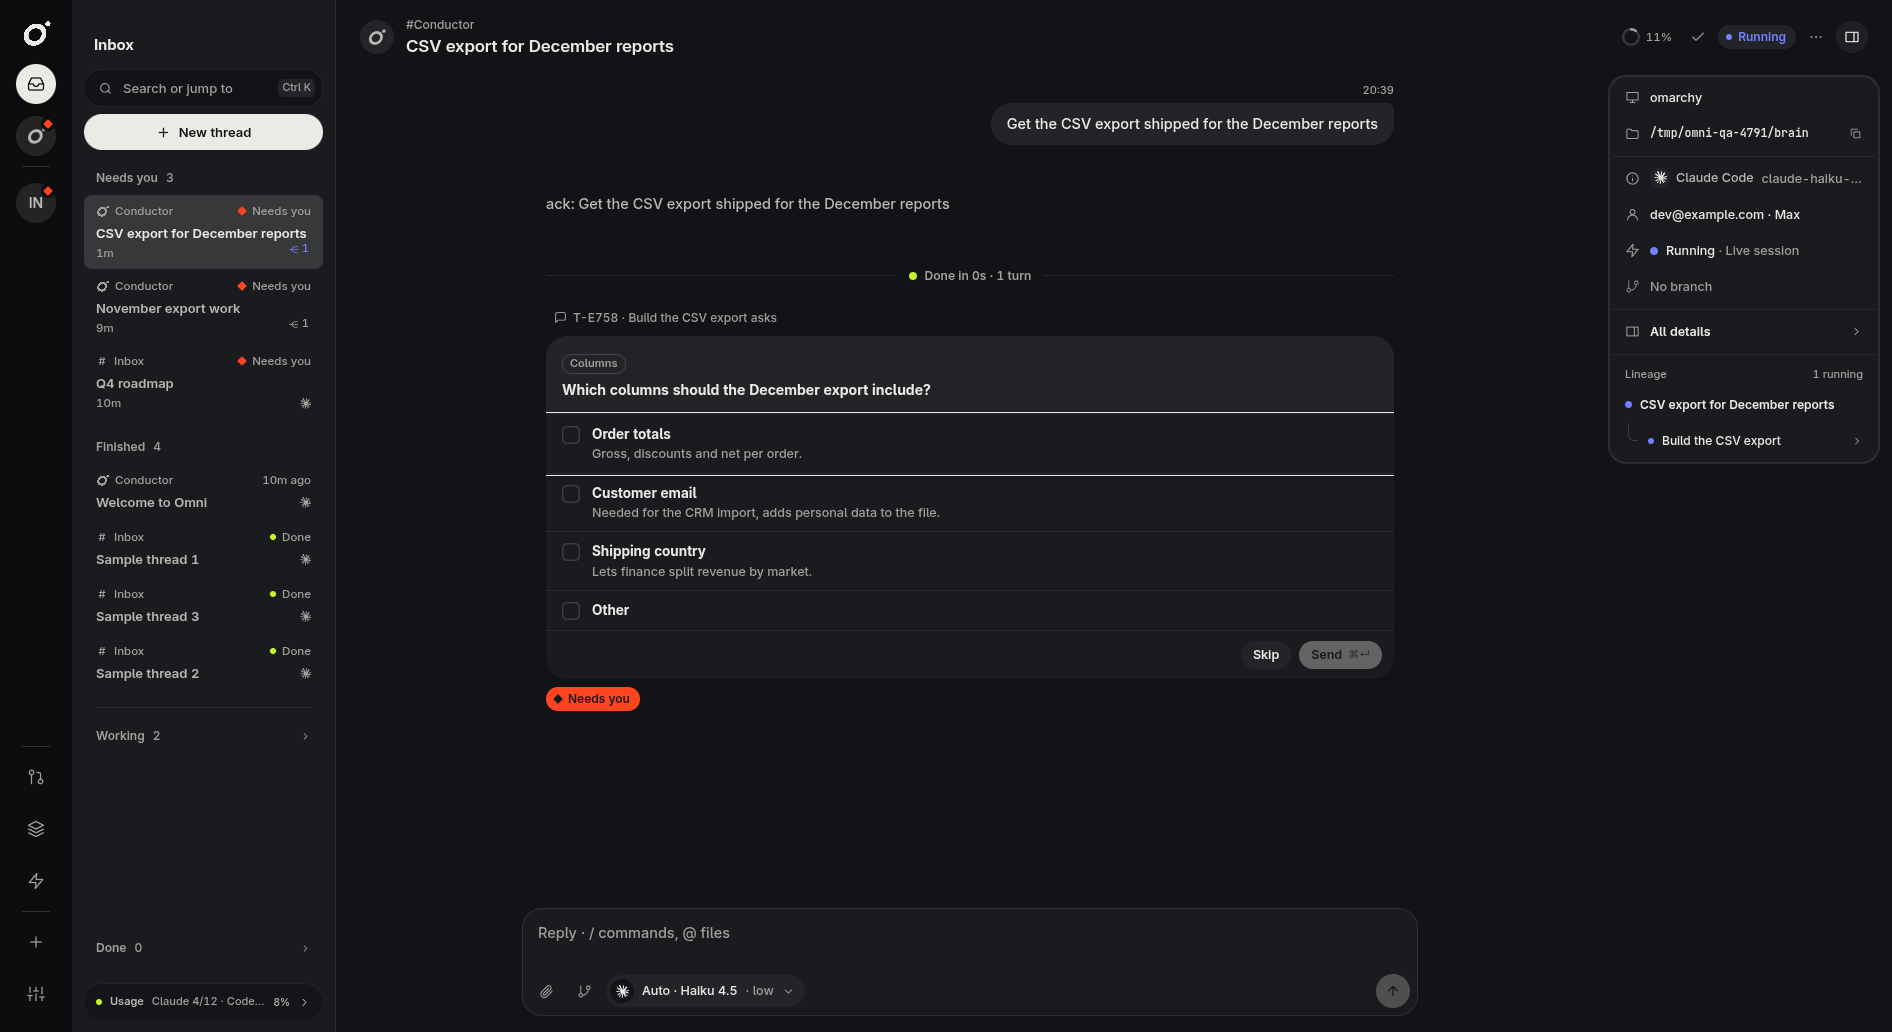 Inbox
Search or jump to
Ctrl K
+ New thread
IN
Needs you 3
Conductor
Needs you
CSV export for December reports
1m
1
Conductor
Needs you
November export work
9m
1
# Inbox
Needs you
Q4 roadmap
10m
Finished 4
Conductor
10m ago
Welcome to Omni
# Inbox
Done
Sample thread 1
# Inbox
Done
Sample thread 3
# Inbox
Done
Sample thread 2
Working 2
Done 0
Usage Claude 4/12 · Code... 8%
#Conductor
CSV export for December reports
11%
Running
20:39
Get the CSV export shipped for the December reports
ack: Get the CSV export shipped for the December reports
Done in 0s · 1 turn
T-E758 · Build the CSV export asks
Columns
Which columns should the December export include?
Order totals
Gross, discounts and net per order.
Customer email
Needed for the CRM import, adds personal data to the file.
Shipping country
Lets finance split revenue by market.
Other
Skip
Send ⌘↵
Needs you
Reply · / commands, @ files
Auto · Haiku 4.5 · low
omarchy
/tmp/omni-qa-4791/brain
Claude Code claude-haiku-...
dev@example.com · Max
Running · Live session
No branch
All details
Lineage
1 running
CSV export for December reports
Build the CSV export